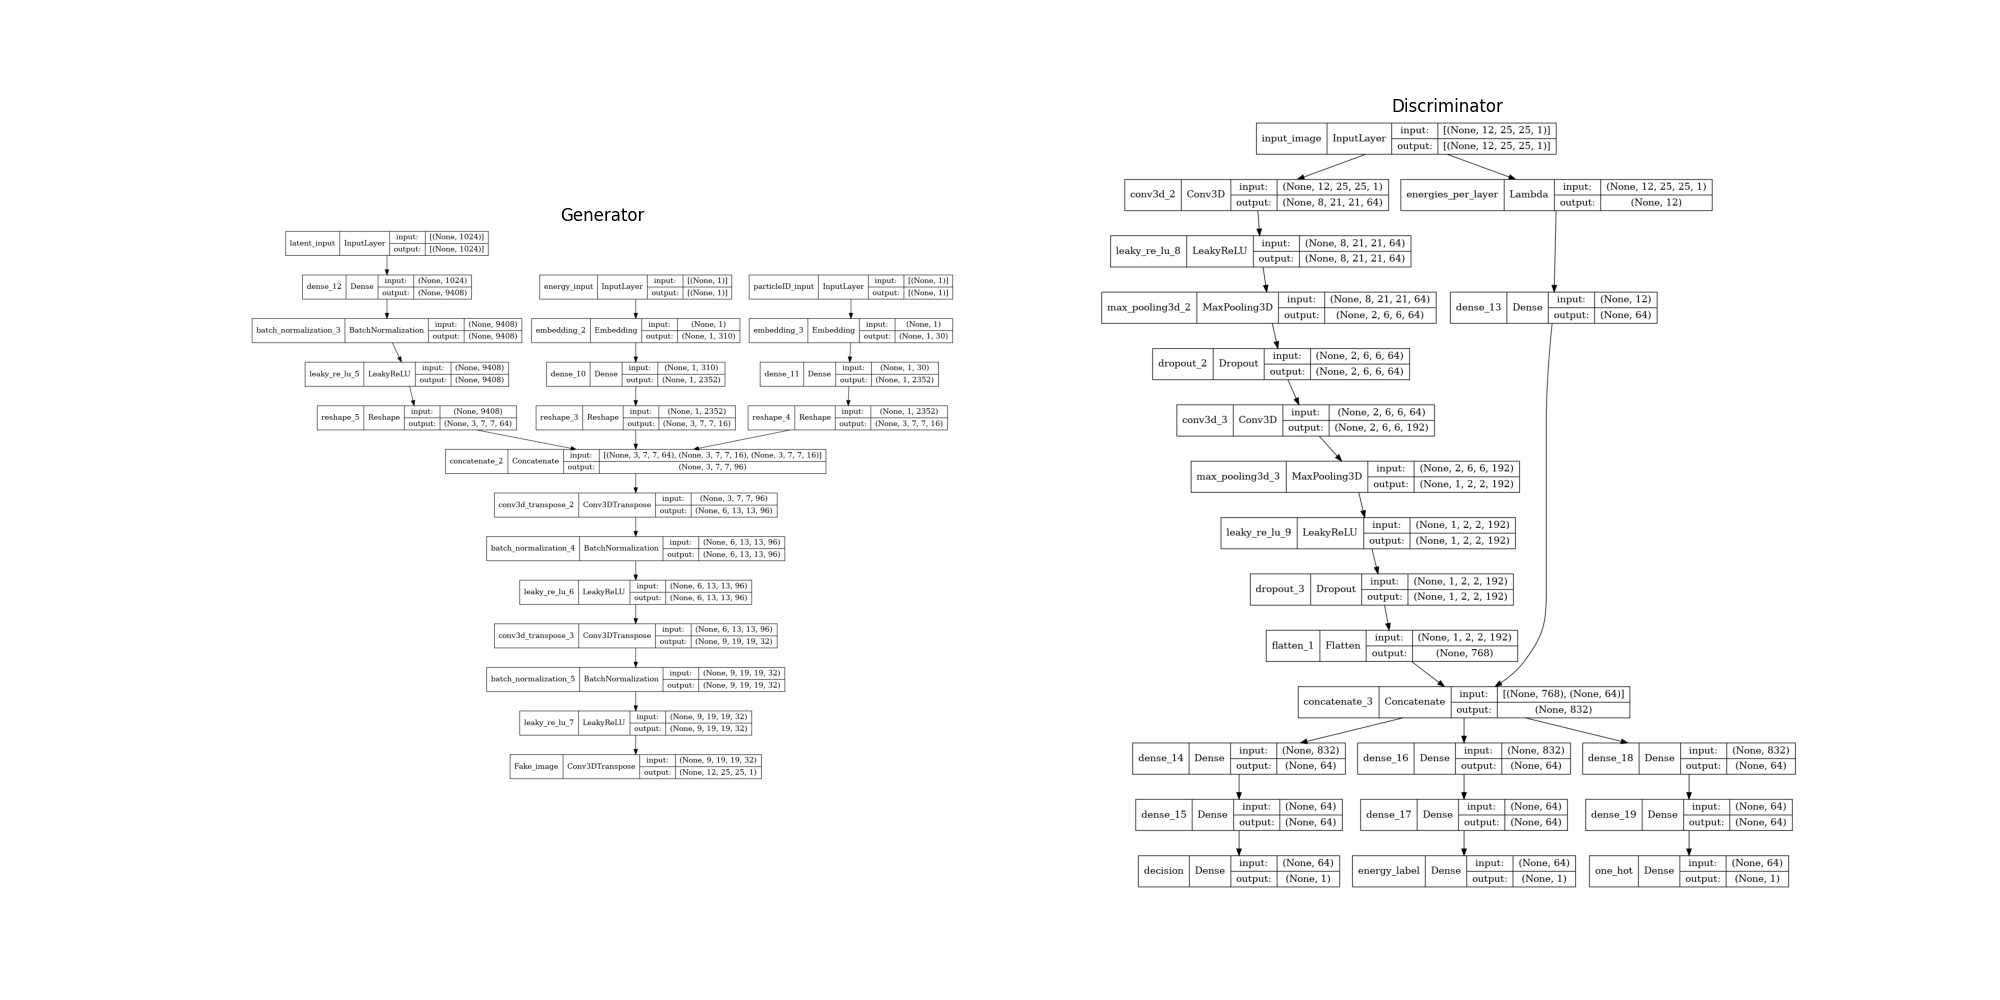 Generator
latent_input InputLayer input: [(None, 1024)]
output: [(None, 1024)]
dense_12 Dense input: (None, 1024)
output: (None, 9408)
energy_input InputLayer input: [(None, 1)]
output: [(None, 1)]
particleID_input InputLayer input: [(None, 1)]
output: [(None, 1)]
batch_normalization_3 BatchNormalization input: (None, 9408)
output: (None, 9408)
embedding_2 Embedding input: (None, 1)
output: (None, 1, 310)
embedding_3 Embedding input: (None, 1)
output: (None, 1, 30)
leaky_re_lu_5 LeakyReLU input: (None, 9408)
output: (None, 9408)
dense_10 Dense input: (None, 1, 310)
output: (None, 1, 2352)
dense_11 Dense input: (None, 1, 30)
output: (None, 1, 2352)
reshape_5 Reshape input: (None, 9408)
output: (None, 3, 7, 7, 64)
reshape_3 Reshape input: (None, 1, 2352)
output: (None, 3, 7, 7, 16)
reshape_4 Reshape input: (None, 1, 2352)
output: (None, 3, 7, 7, 16)
concatenate_2 Concatenate input: [(None, 3, 7, 7, 64), (None, 3, 7, 7, 16), (None, 3, 7, 7, 16)]
output: (None, 3, 7, 7, 96)
conv3d_transpose_2 Conv3DTranspose input: (None, 3, 7, 7, 96)
output: (None, 6, 13, 13, 96)
batch_normalization_4 BatchNormalization input: (None, 6, 13, 13, 96)
output: (None, 6, 13, 13, 96)
leaky_re_lu_6 LeakyReLU input: (None, 6, 13, 13, 96)
output: (None, 6, 13, 13, 96)
conv3d_transpose_3 Conv3DTranspose input: (None, 6, 13, 13, 96)
output: (None, 9, 19, 19, 32)
batch_normalization_5 BatchNormalization input: (None, 9, 19, 19, 32)
output: (None, 9, 19, 19, 32)
leaky_re_lu_7 LeakyReLU input: (None, 9, 19, 19, 32)
output: (None, 9, 19, 19, 32)
Fake_image Conv3DTranspose input: (None, 9, 19, 19, 32)
output: (None, 12, 25, 25, 1)
Discriminator
input_image InputLayer input: [(None, 12, 25, 25, 1)]
output: [(None, 12, 25, 25, 1)]
conv3d_2 Conv3D input: (None, 12, 25, 25, 1)
output: (None, 8, 21, 21, 64)
energies_per_layer Lambda input: (None, 12, 25, 25, 1)
output: (None, 12)
leaky_re_lu_8 LeakyReLU input: (None, 8, 21, 21, 64)
output: (None, 8, 21, 21, 64)
max_pooling3d_2 MaxPooling3D input: (None, 8, 21, 21, 64)
output: (None, 2, 6, 6, 64)
dense_13 Dense input: (None, 12)
output: (None, 64)
dropout_2 Dropout input: (None, 2, 6, 6, 64)
output: (None, 2, 6, 6, 64)
conv3d_3 Conv3D input: (None, 2, 6, 6, 64)
output: (None, 2, 6, 6, 192)
max_pooling3d_3 MaxPooling3D input: (None, 2, 6, 6, 192)
output: (None, 1, 2, 2, 192)
leaky_re_lu_9 LeakyReLU input: (None, 1, 2, 2, 192)
output: (None, 1, 2, 2, 192)
dropout_3 Dropout input: (None, 1, 2, 2, 192)
output: (None, 1, 2, 2, 192)
flatten_1 Flatten input: (None, 1, 2, 2, 192)
output: (None, 768)
concatenate_3 Concatenate input: [(None, 768), (None, 64)]
output: (None, 832)
dense_14 Dense input: (None, 832)
output: (None, 64)
dense_16 Dense input: (None, 832)
output: (None, 64)
dense_18 Dense input: (None, 832)
output: (None, 64)
dense_15 Dense input: (None, 64)
output: (None, 64)
dense_17 Dense input: (None, 64)
output: (None, 64)
dense_19 Dense input: (None, 64)
output: (None, 64)
decision Dense input: (None, 64)
output: (None, 1)
energy_label Dense input: (None, 64)
output: (None, 1)
one_hot Dense input: (None, 64)
output: (None, 1)